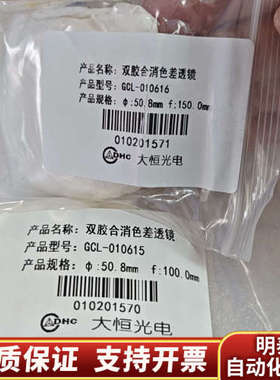 产品名称：双胶合消色差透镜
产品型号：GCL-010616
产品规格：φ:50.8mm f:150.0mm
010201571
DHC 大恒光电
产品名称：双胶合消色差透镜
产品型号：GCL-010615
产品规格：φ:50.8mm f:100.0mm
010201570
DHC 大恒光电
质保证 支持开票
明
自动化